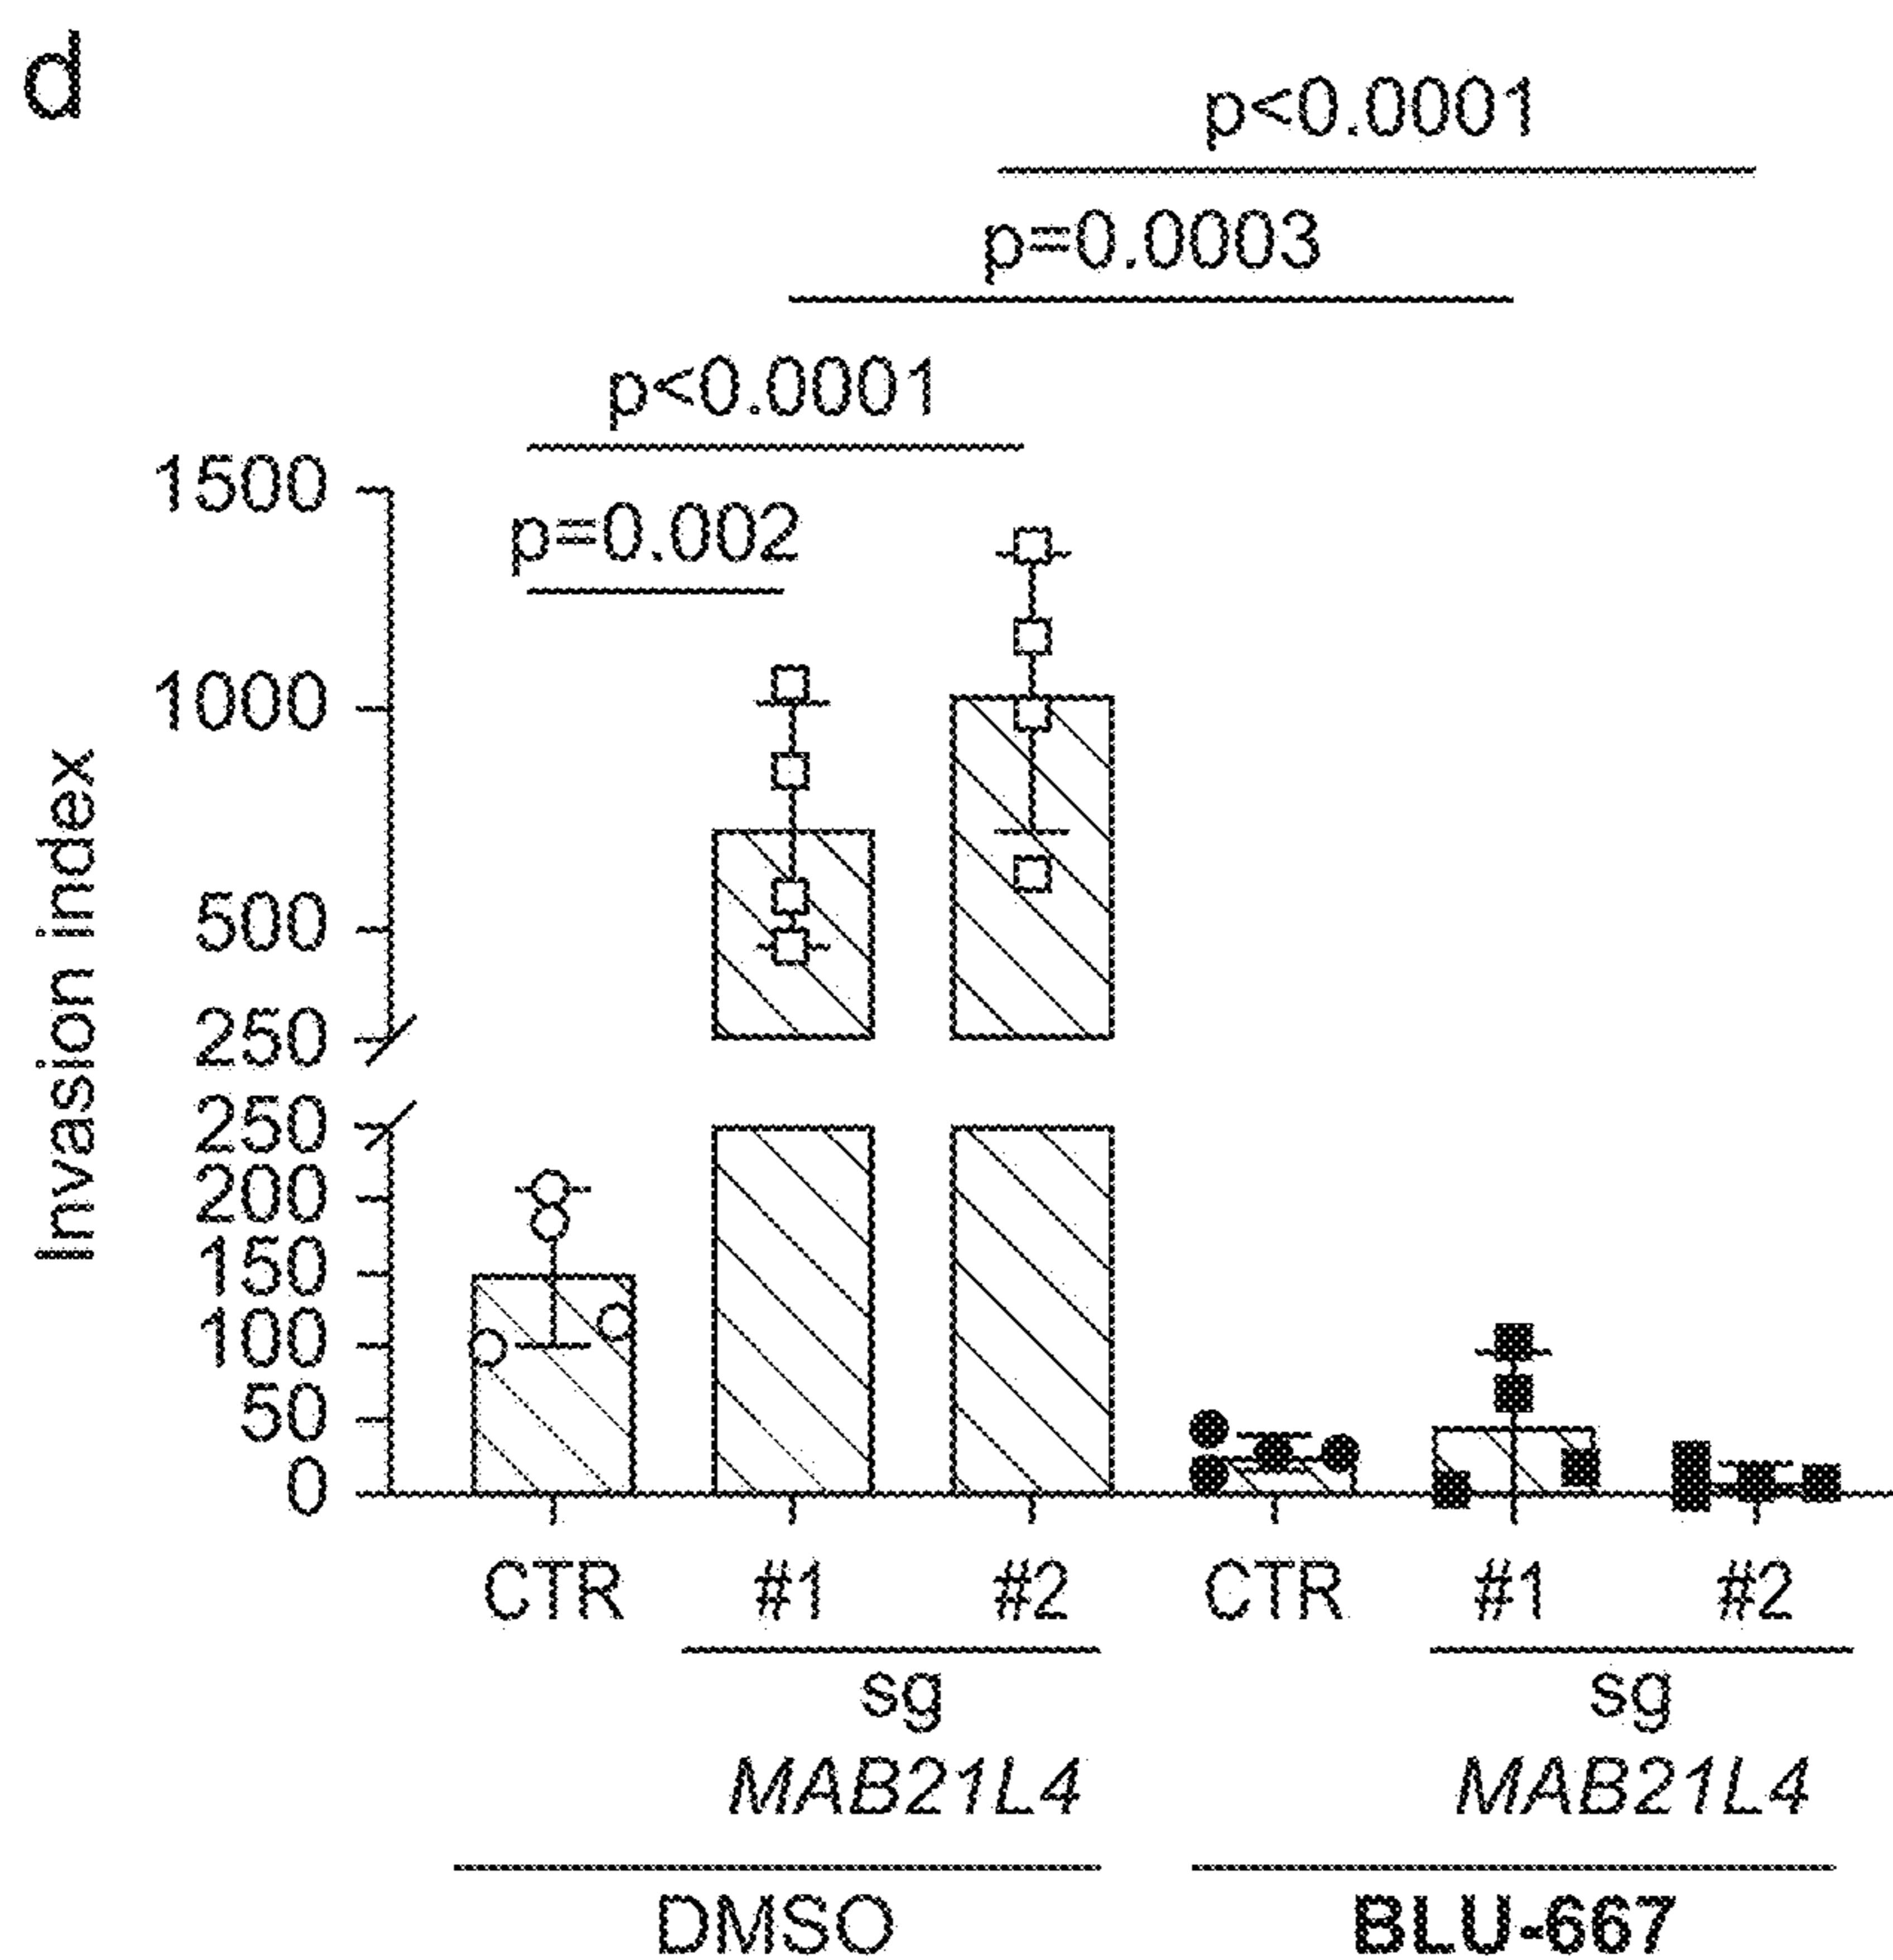 d
p<0.0001
p=0.0003
p<0.0001
p=0.002
Invasion index
1500
1000
500
250
250
200
150
100
50
0
CTR #1 #2 CTR #1 #2
sg sg
MAB21L4 MAB21L4
DMSO BLU-667